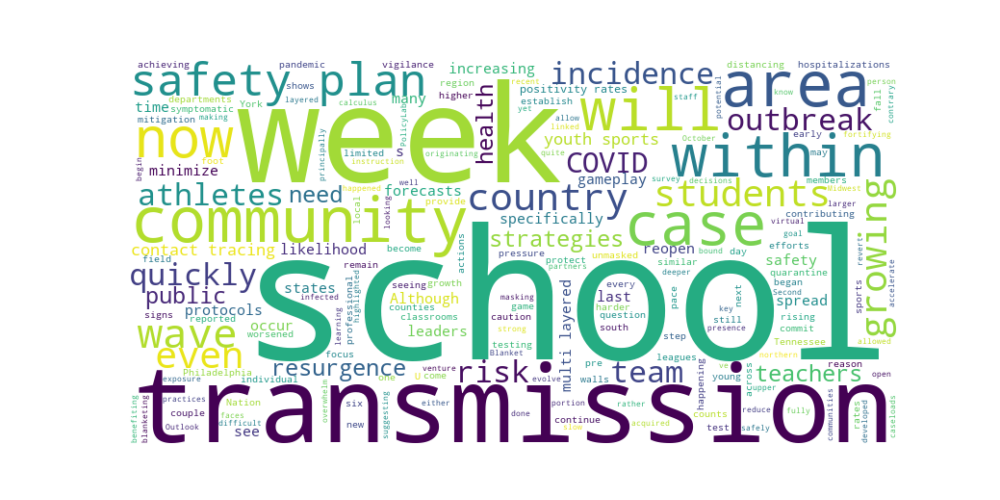 achieving pandemic vigilance increasing incidence area hospitalizations distancing
safety plan
departments York shows layered higher positivity rates recent establish yet staff potential person know fall contrary
time symptomatic calculus many health youth sports will linked allow outbreak early fortifying
mitigation making
now week
foot principally PolicyLab originating limited s quite October may
begin minimize instruction COVID within
happened well survey decisions members Midwest
athletes need forecasts gameplay students larger
local looking provide country contributing virtual
community specifically case growing
contact tracing likelihood strategies reopen safety goal efforts bound day
field become actions pressure protect unmasked similar deeper partners quarantine began revert
quickly states remain seeing growth every pace next spread accelerate
public signs infected learning professional highlighted counties masking game last question key rising sports
protocols Although classrooms caution harder south still presence commit allowed
wave occur reported worsened leaders strong testing Blanket step Tennessee northern
school
even focus multi layered pre leagues very happening across reason
Philadelphia resurgence venture risk walls team young teachers open
exposure individual one U come evolve portion acquired counts upper fully
transmission
benefiting blanketing practices couple Nation faces six overwhelm suggesting either rather reduce communities developed rates caseloads
Outlook see difficult new continue done slow test safely